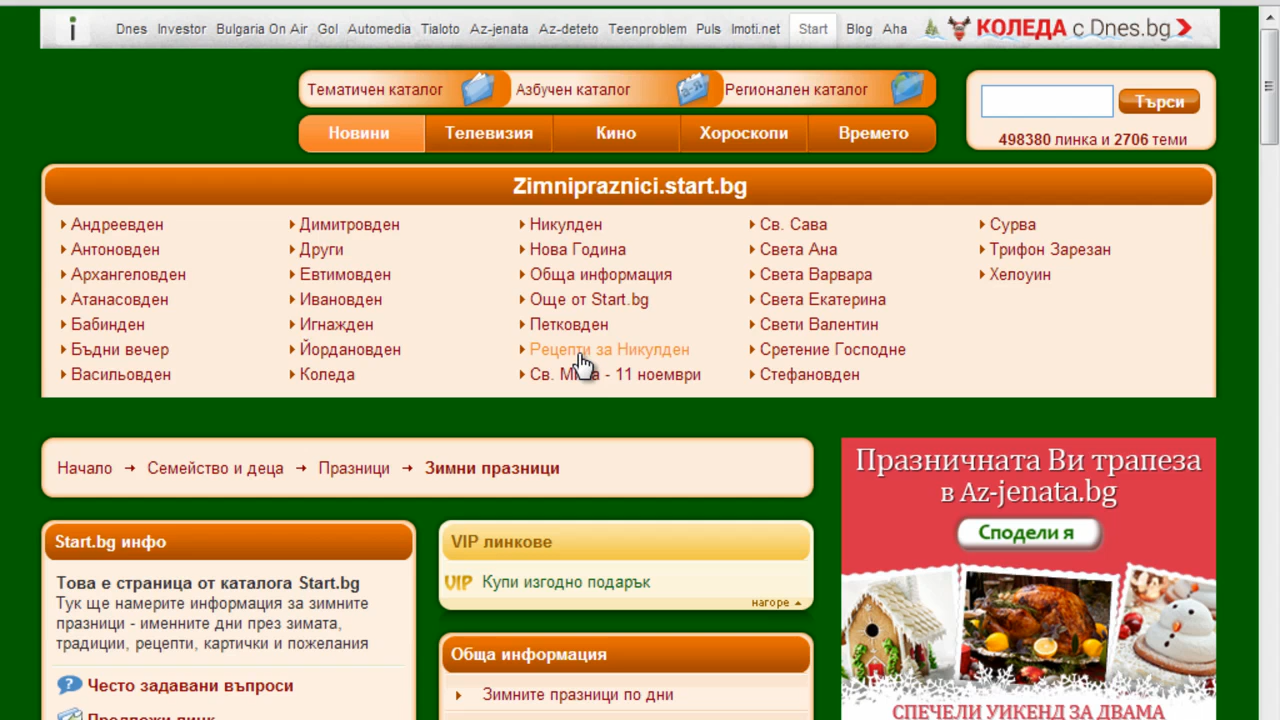 Dnes Investor Bulgaria On Air Gol Automedia Tialoto Az-jenata Az-deteto Teenproblem Puls Imoti.net Start Blog Aha КОЛЕДА с Dnes.bg
Тематичен каталог Азбучен каталог Регионален каталог
Търси
Новини Телевизия Кино Хороскопи Времето
498380 линка и 2706 теми
Zimnipraznici.start.bg
Андреевден Димитровден Никулден Св. Сава Сурва
Антоновден Други Нова Година Света Ана Трифон Зарезан
Архангеловден Евтимовден Обща информация Света Варвара Хелоуин
Атанасовден Ивановден Още от Start.bg Света Екатерина
Бабинден Игнажден Петковден Свети Валентин
Бъдни вечер Йордановден Рецепти за Никулден Сретение Господне
Васильовден Коледа Св. - 11 ноември Стефановден
Начало → Семейство и деца → Празници → Зимни празници
Празничната Ви трапеза
в Az-jenata.bg
Сподели я
СПЕЧЕЛИ УИКЕНД ЗА ДВАМА
Start.bg инфо
Това е страница от каталога Start.bg
Тук ще намерите информация за зимните
празници - именните дни през зимата,
традиции, рецепти, картички и пожелания
Често задавани въпроси
Предложи линк
VIP линкове
VIP Купи изгодно подарък
нагоре
Обща информация
Зимните празници по дни